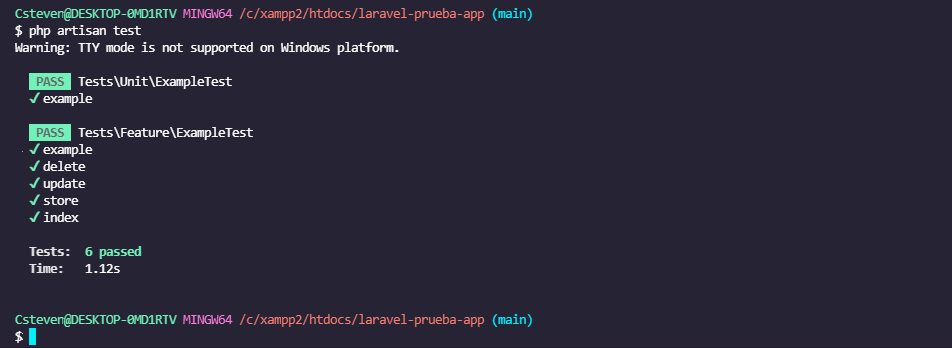 Csteven@DESKTOP-0MD1RTV MINGW64 /c/xampp2/htdocs/laravel-prueba-app (main)
$ php artisan test
Warning: TTY mode is not supported on Windows platform.
PASS Tests\Unit\ExampleTest
✓ example
PASS Tests\Feature\ExampleTest
✓ example
✓ delete
✓ update
✓ store
✓ index
Tests: 6 passed
Time: 1.12s
Csteven@DESKTOP-0MD1RTV MINGW64 /c/xampp2/htdocs/laravel-prueba-app (main)
$